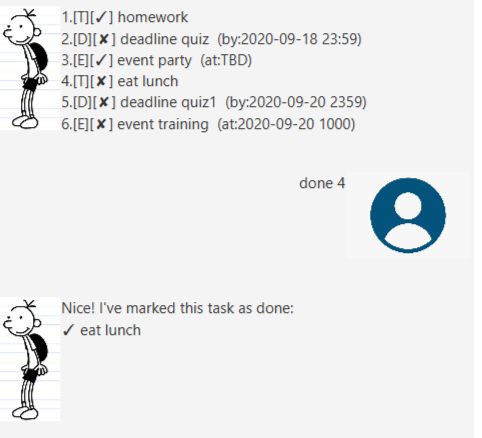 1.[T][✓] homework
2.[D][✘] deadline quiz  (by:2020-09-18 23:59)
3.[E][✓] event party  (at:TBD)
4.[T][✘] eat lunch
5.[D][✘] deadline quiz1  (by:2020-09-20 2359)
6.[E][✘] event training  (at:2020-09-20 1000)
done 4
Nice! I've marked this task as done:
✓ eat lunch